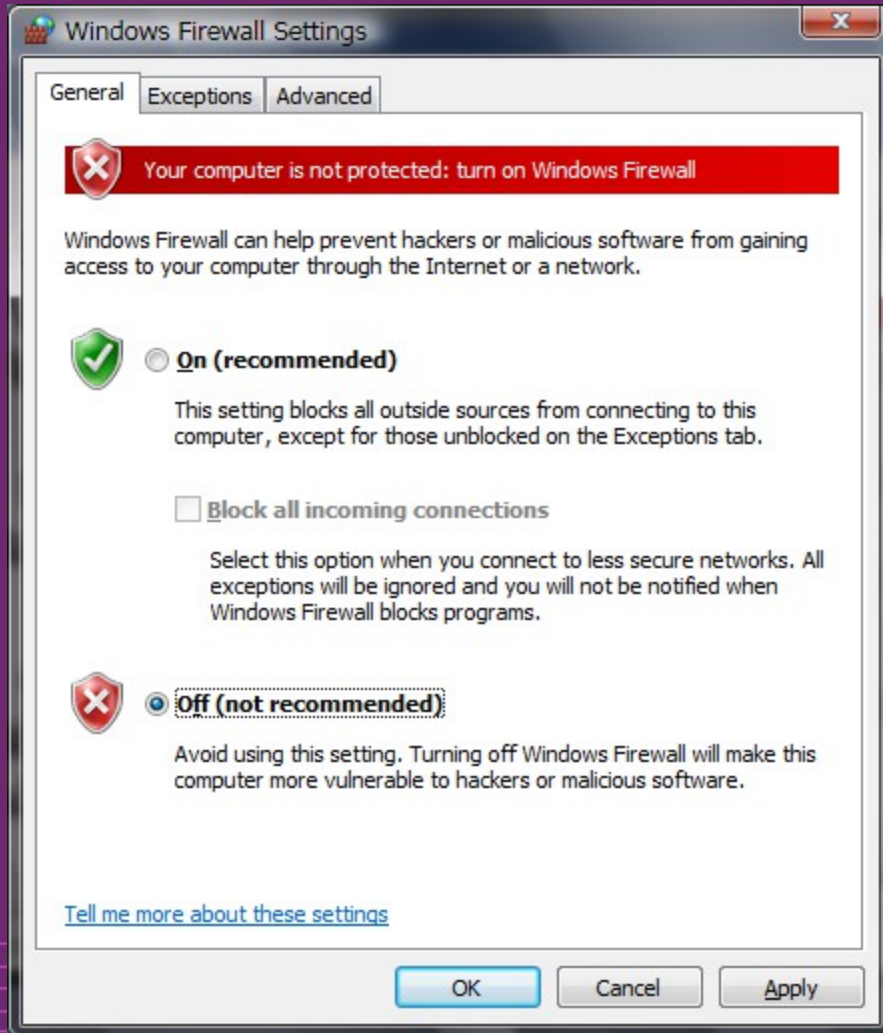 Windows Firewall Settings
General Exceptions Advanced
Your computer is not protected: turn on Windows Firewall
Windows Firewall can help prevent hackers or malicious software from gaining
access to your computer through the Internet or a network.
On (recommended)
This setting blocks all outside sources from connecting to this
computer, except for those unblocked on the Exceptions tab.
Block all incoming connections
Select this option when you connect to less secure networks. All
exceptions will be ignored and you will not be notified when
Windows Firewall blocks programs.
Off (not recommended)
Avoid using this setting. Turning off Windows Firewall will make this
computer more vulnerable to hackers or malicious software.
Tell me more about these settings
OK Cancel Apply